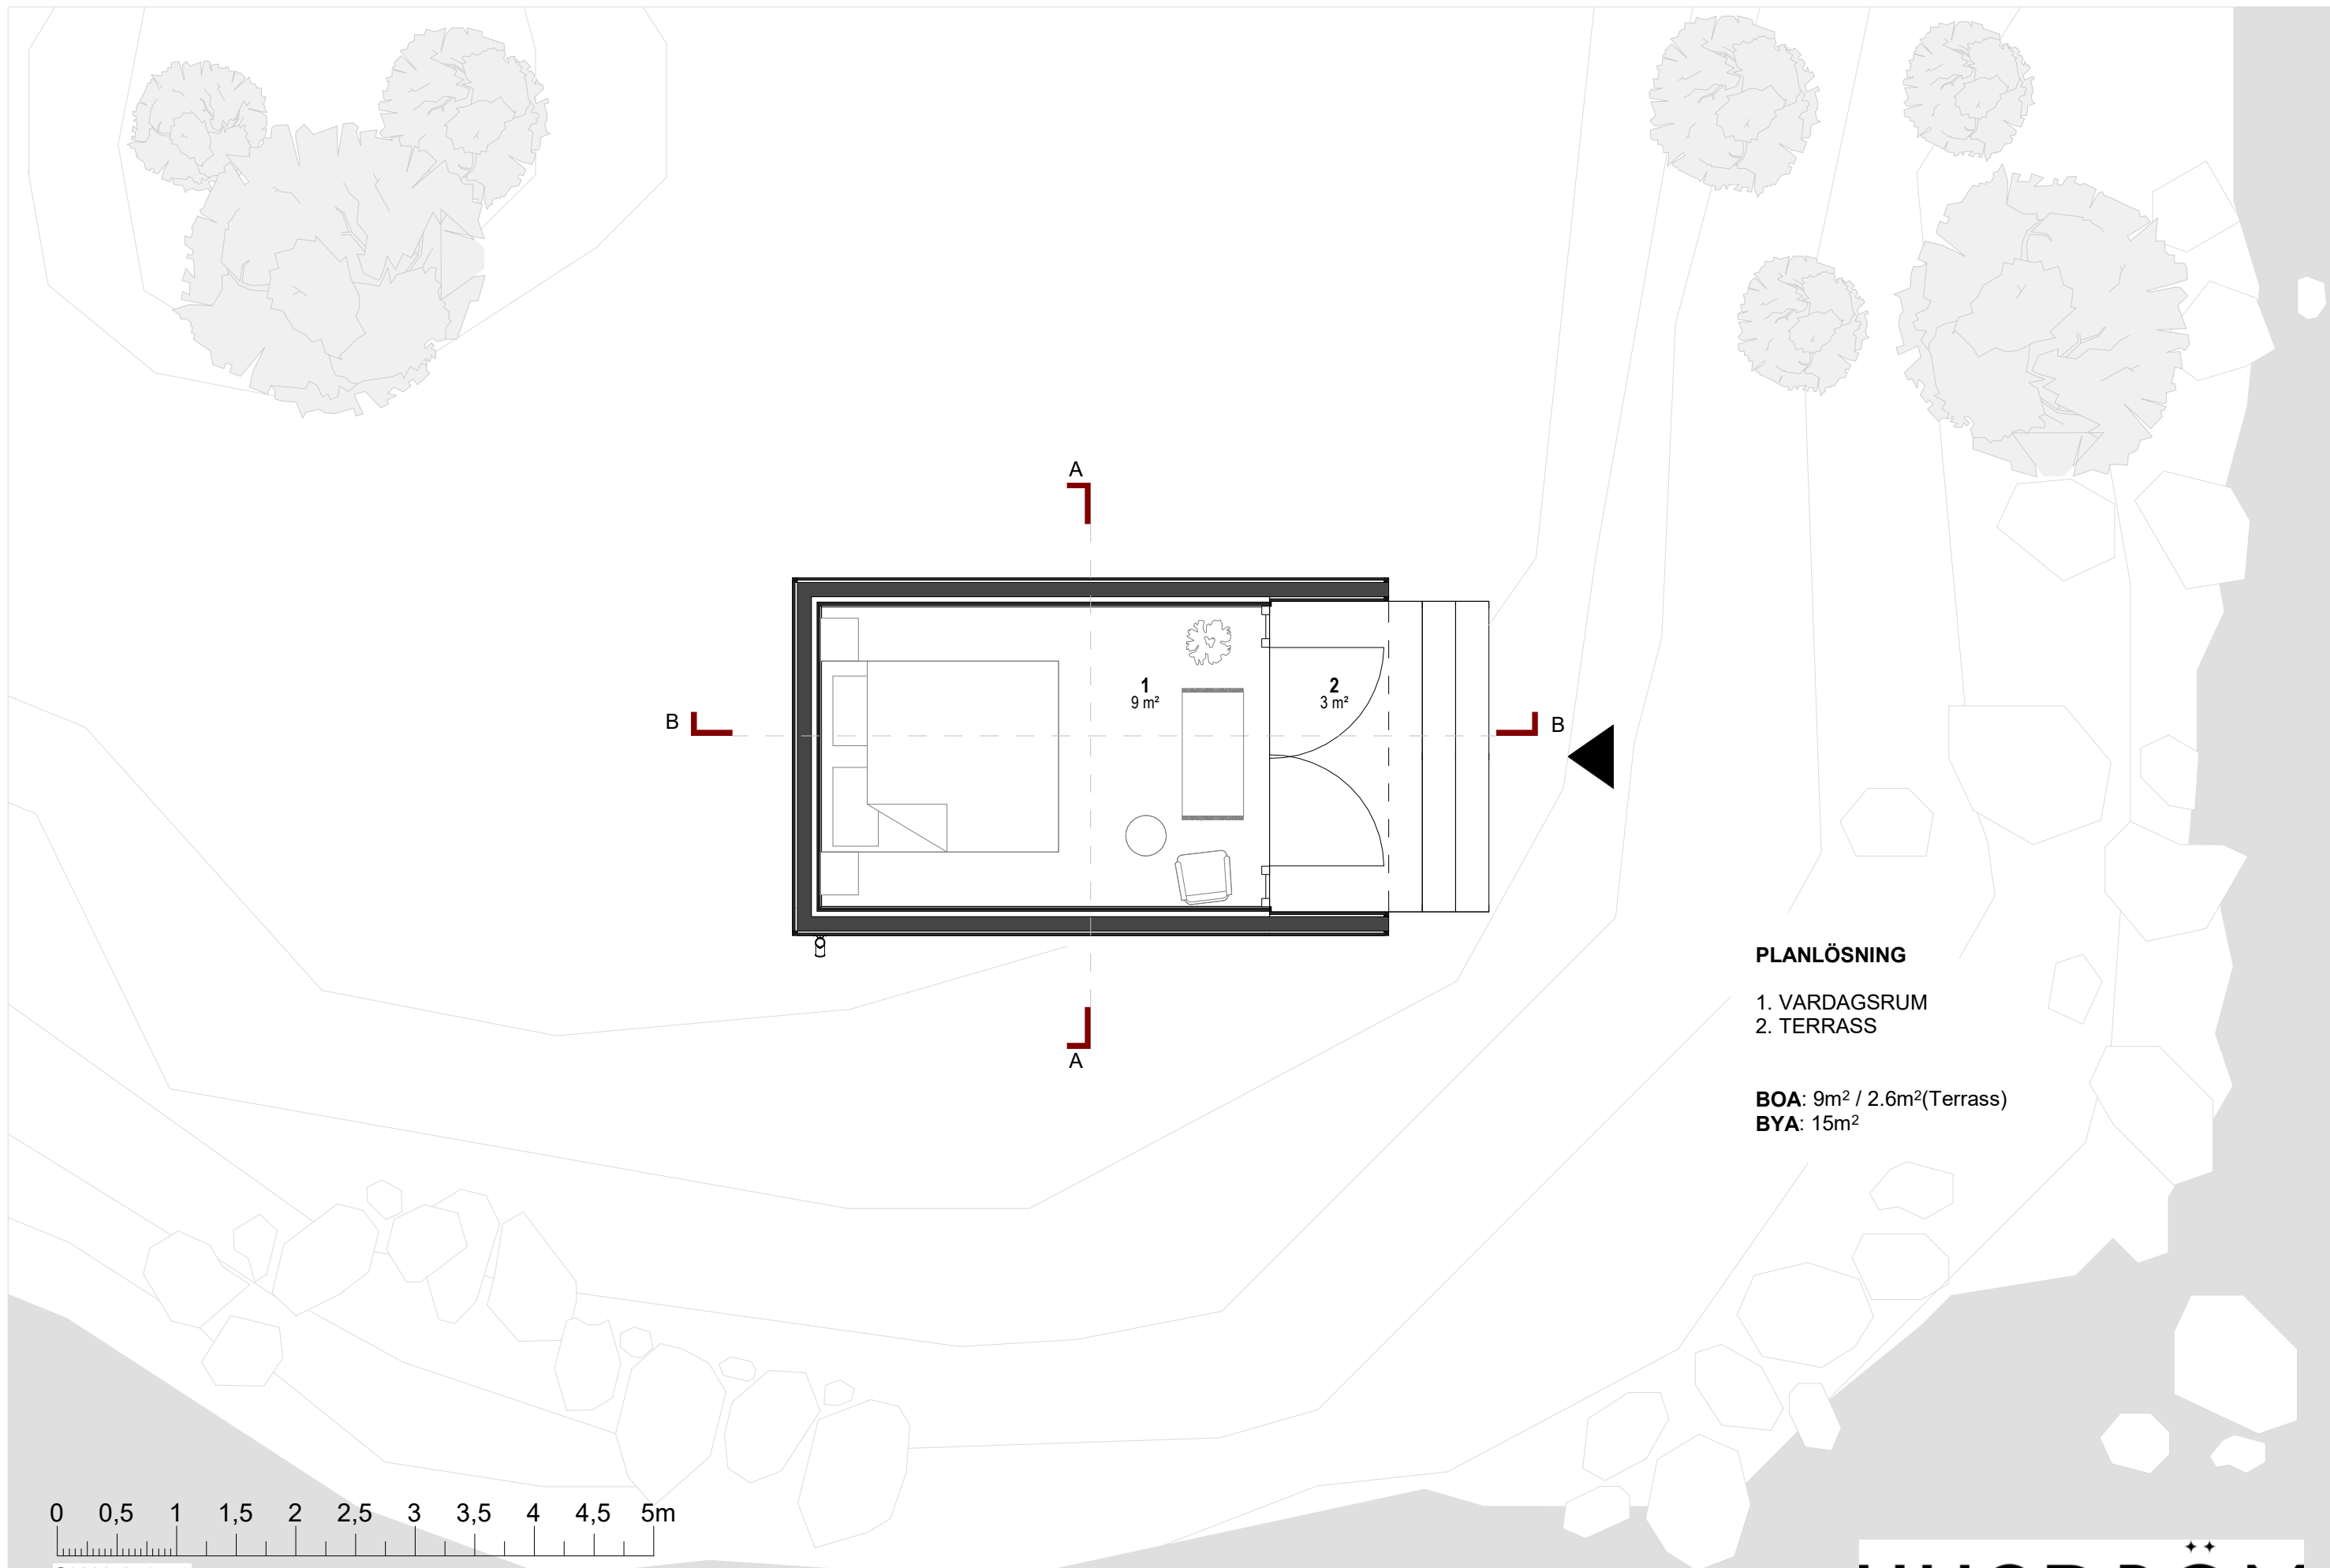 A
1
9 m²
2
3 m²
B
B
A
PLANLÖSNING
1. VARDAGSRUM
2. TERRASS
BOA: 9m² / 2.6m²(Terrass)
BYA: 15m²
0 0,5 1 1,5 2 2,5 3 3,5 4 4,5 5m